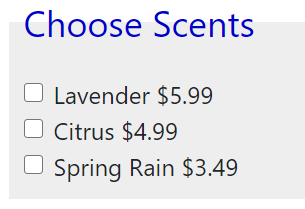 Choose Scents
Lavender $5.99
Citrus $4.99
Spring Rain $3.49